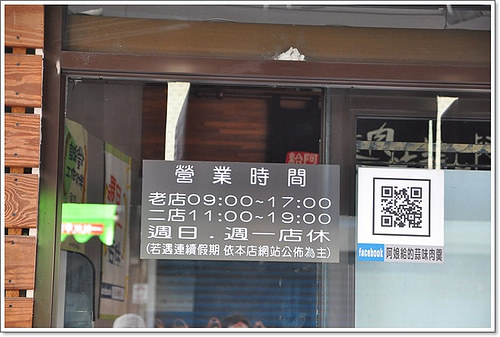 營業時間
老店09:00~17:00
二店11:00~19:00
週日.週一店休
(若遇連續假期 依本店網站公佈為主)
facebook 阿娘給的蒜味肉羹